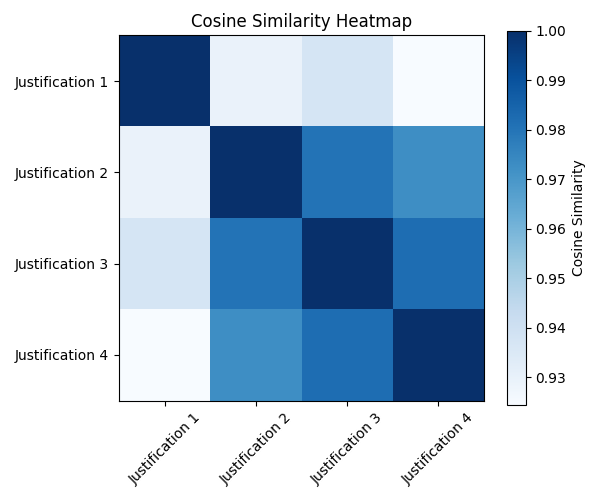 Cosine Similarity Heatmap
Justification 1
Justification 2
Justification 3
Justification 4
Justification 1
Justification 2
Justification 3
Justification 4
1.00
0.99
0.98
0.97
0.96
0.95
0.94
0.93
Cosine Similarity